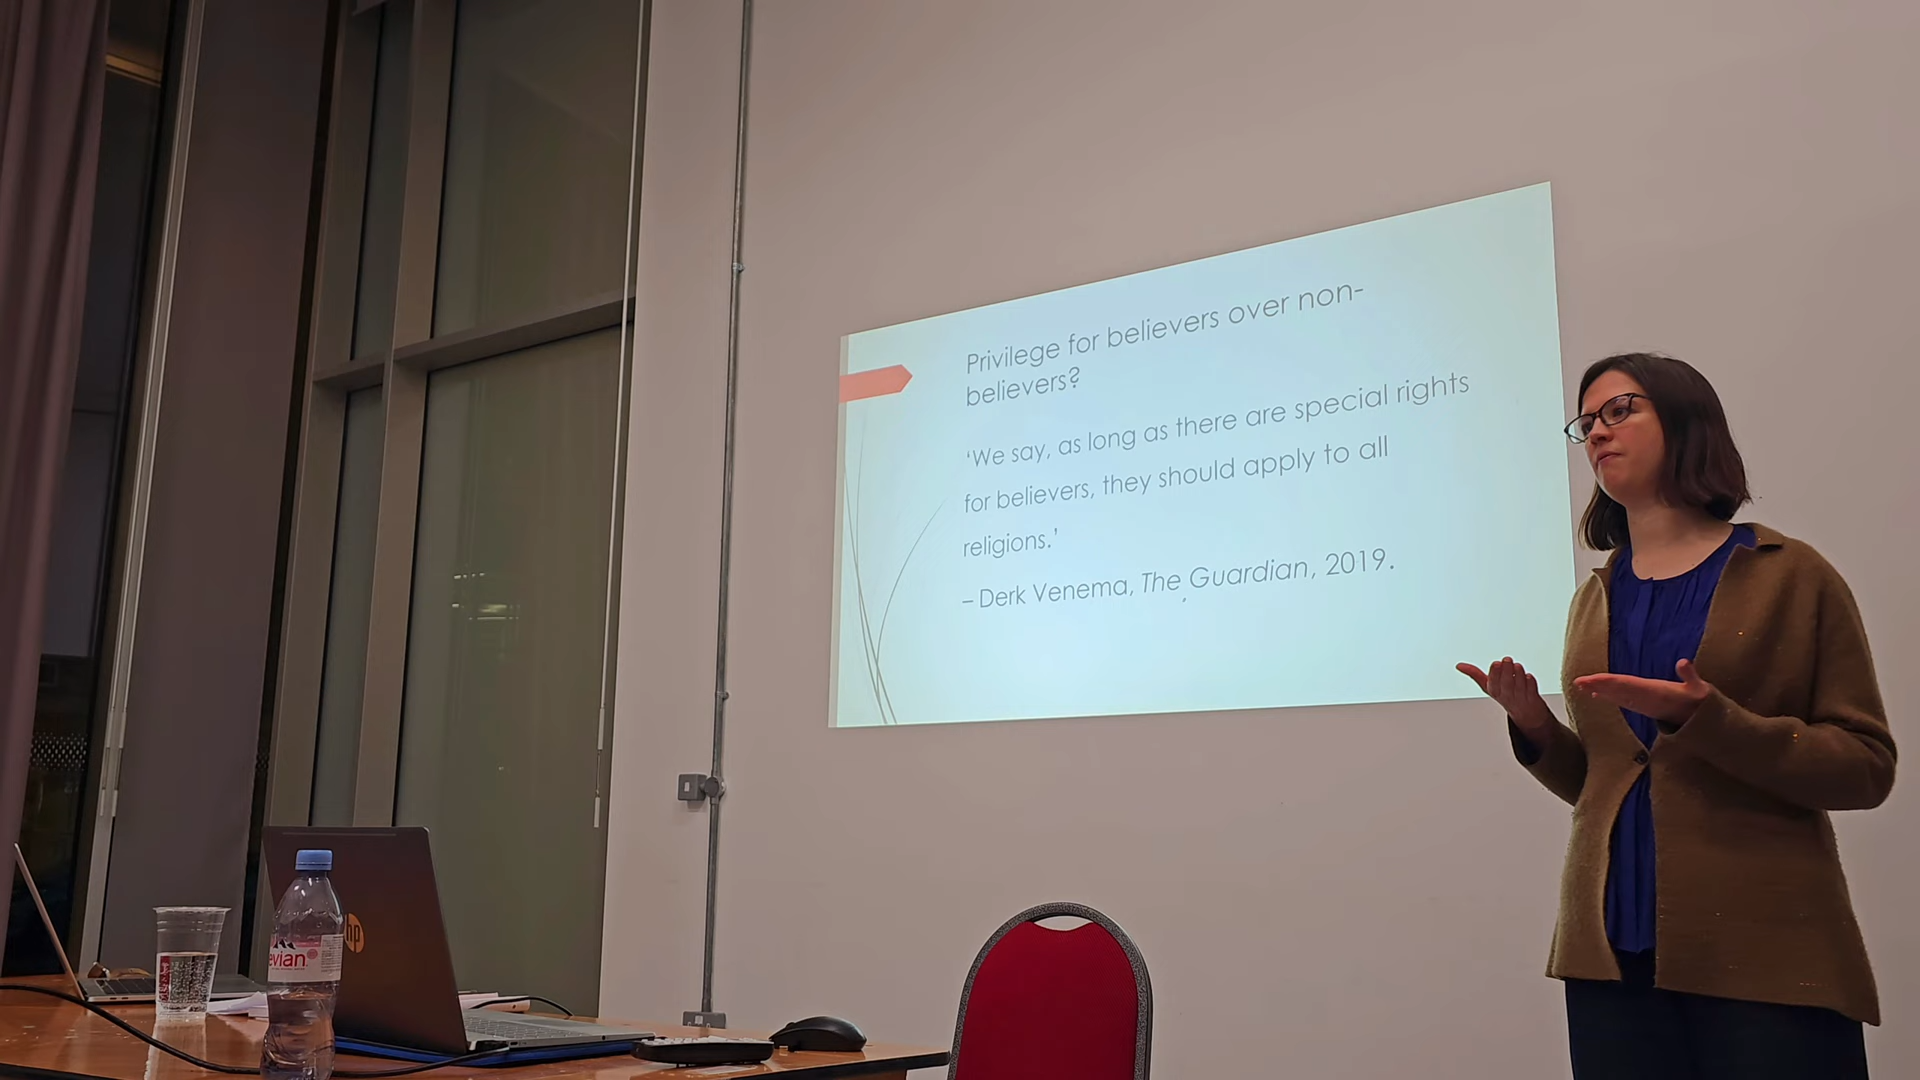 Privilege for believers over non-
believers?
'We say, as long as there are special rights
for believers, they should apply to all
religions.'
– Derk Venema, The Guardian, 2019.
hp
evian